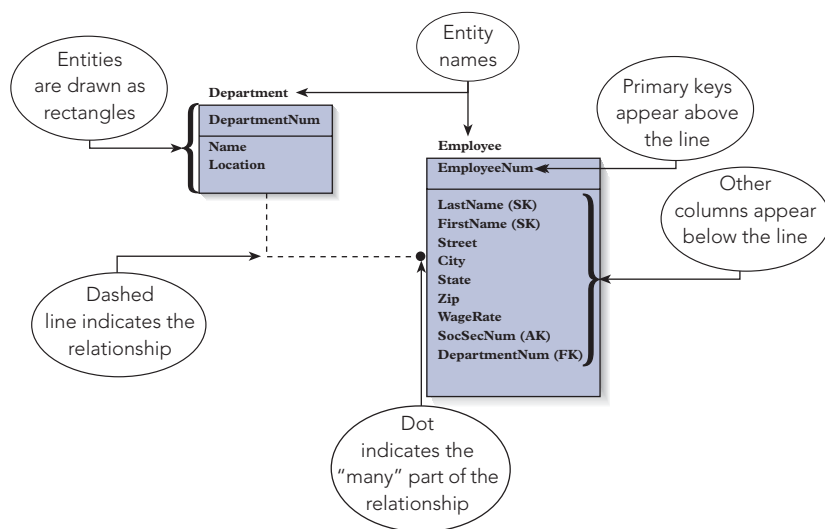 Entity
names
Entities
are drawn as
rectangles
Department
DepartmentNum
Name
Location
Primary keys
appear above
the line
Employee
EmployeeNum
LastName (SK)
FirstName (SK)
Street
City
State
Zip
WageRate
SocSecNum (AK)
DepartmentNum (FK)
Other
columns appear
below the line
Dashed
line indicates the
relationship
Dot
indicates the
“many” part of the
relationship